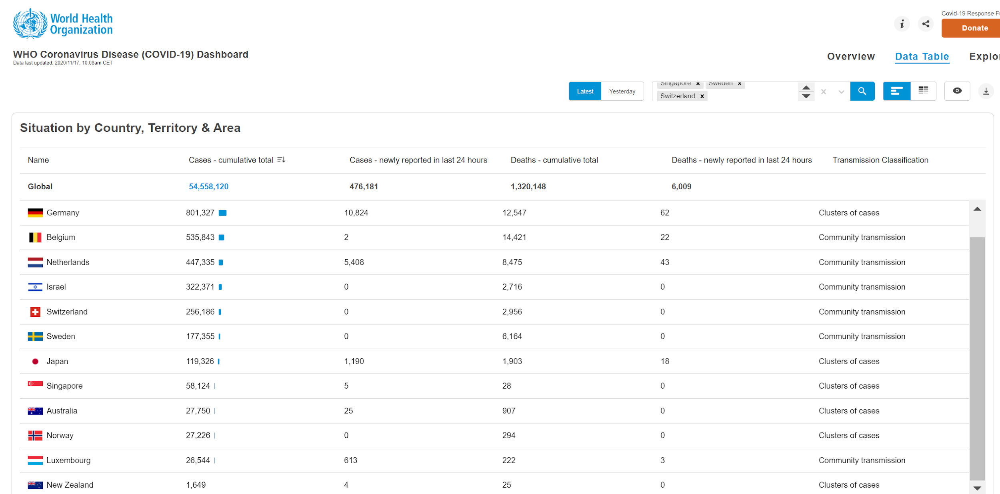 World Health
Organization
Covid-19 Response F
Donate
WHO Coronavirus Disease (COVID-19) Dashboard
Data last updated: 2020/11/17, 10:08am CET
Overview Data Table Explo
Latest Yesterday Singapore x Sweden x
Switzerland x
Situation by Country, Territory & Area
Name Cases - cumulative total Cases - newly reported in last 24 hours Deaths - cumulative total Deaths - newly reported in last 24 hours Transmission Classification
Global 54,558,120 476,181 1,320,148 6,009
Germany 801,327 10,824 12,547 62 Clusters of cases
Belgium 535,843 2 14,421 22 Community transmission
Netherlands 447,335 5,408 8,475 43 Community transmission
Israel 322,371 0 2,716 0 Community transmission
Switzerland 256,186 0 2,956 0 Community transmission
Sweden 177,355 0 6,164 0 Community transmission
Japan 119,326 1,190 1,903 18 Clusters of cases
Singapore 58,124 5 28 0 Clusters of cases
Australia 27,750 25 907 0 Clusters of cases
Norway 27,226 0 294 0 Clusters of cases
Luxembourg 26,544 613 222 3 Community transmission
New Zealand 1,649 4 25 0 Clusters of cases